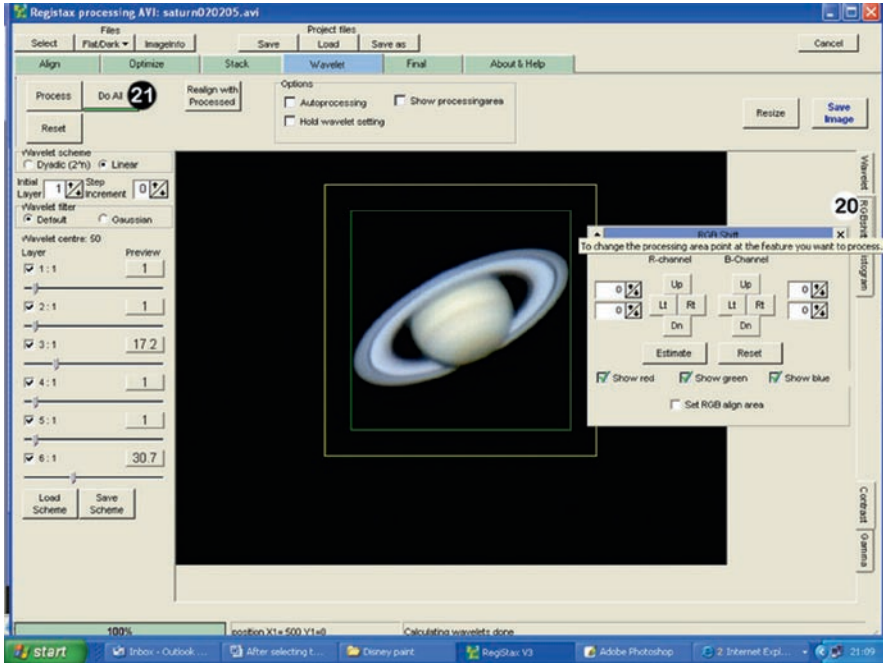 Registax processing AVI: saturn020205.avi
Files
Project files
Select Flat/Dark ImageInfo Save Load Save as Cancel
Align Optimize Stack Wavelet Final About & Help
Process Do All 21 Realign with Processed
Options
Autoprocessing Show processingarea
Hold wavelet setting
Reset
Resize Save Image
Wavelet scheme
Dyadic (2^n) Linear
Initial Layer 1 Step Increment 0
Wavelet filter
Default Gaussian
Wavelet centre: 50
Layer Preview
1:1 1
2:1 1
3:1 17.2
4:1 1
5:1 1
6:1 30.7
Load Scheme Save Scheme
Wavelet
20 RGBshift
istogram
RGB Shift X
To change the processing area point at the feature you want to process.
R-channel B-Channel
0 Up Up 0
0 Lt Rt Lt Rt 0
Dn Dn
Estimate Reset
Show red Show green Show blue
Set RGB align area
Contrast
Gamma
100% position X1= 500 Y1=0 Calculating wavelets done
start Inbox - Outlook ... After selecting t... Disney paint RegiStax V3 Adobe Photoshop 2 Internet Expl... 21:09